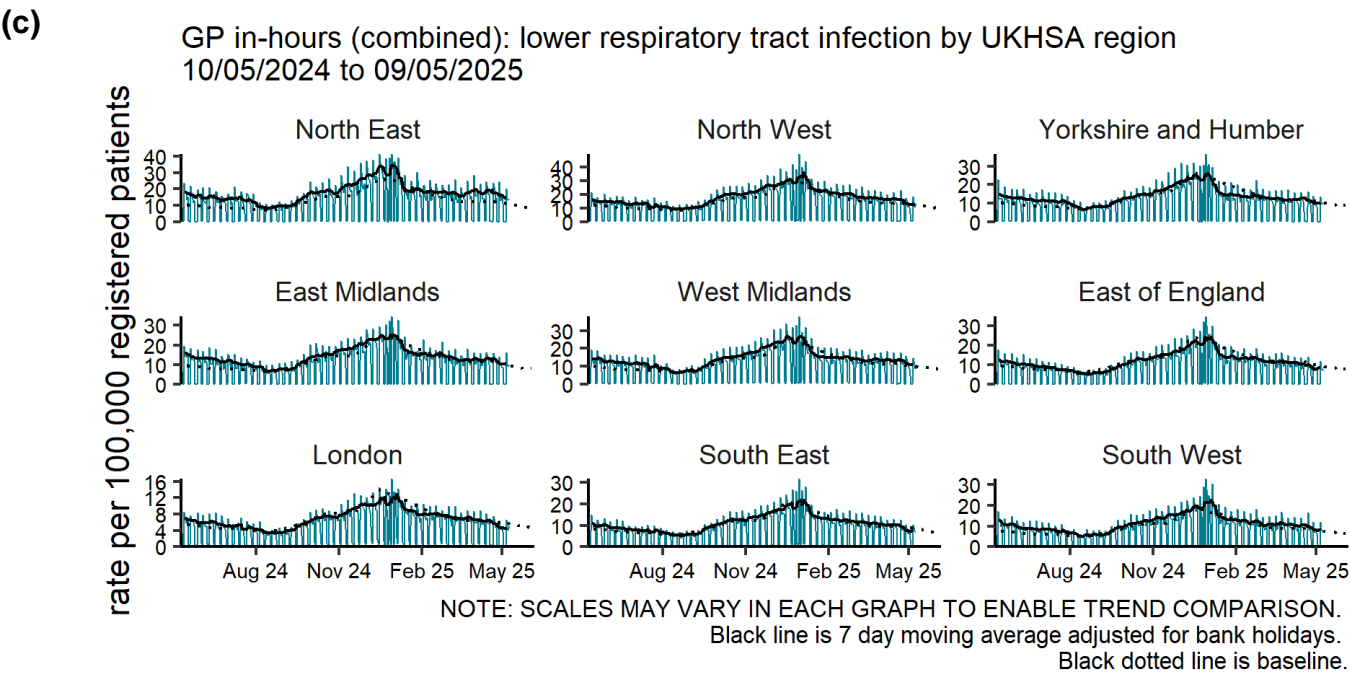 (c)
GP in-hours (combined): lower respiratory tract infection by UKHSA region
10/05/2024 to 09/05/2025
rate per 100,000 registered patients
North East
North West
Yorkshire and Humber
40
30
20
10
0
40
30
20
10
0
30
20
10
0
East Midlands
West Midlands
East of England
30
20
10
0
30
20
10
0
30
20
10
0
London
South East
South West
16
12
8
4
0
30
20
10
0
30
20
10
0
Aug 24 Nov 24 Feb 25 May 25
Aug 24 Nov 24 Feb 25 May 25
Aug 24 Nov 24 Feb 25 May 25
NOTE: SCALES MAY VARY IN EACH GRAPH TO ENABLE TREND COMPARISON.
Black line is 7 day moving average adjusted for bank holidays.
Black dotted line is baseline.